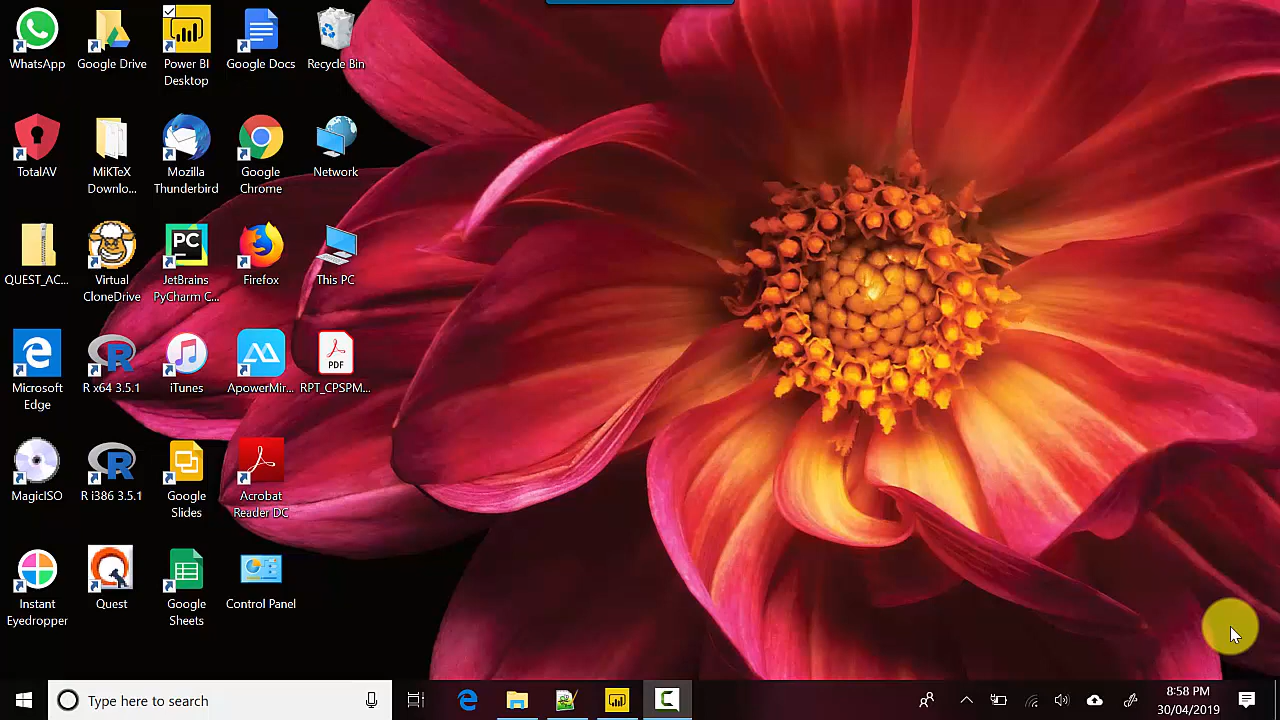 WhatsApp
Google Drive
Power BI
Desktop
Google Docs
Recycle Bin
TotalAV
MiKTeX
Downlo...
Mozilla
Thunderbird
Google
Chrome
Network
QUEST_AC...
Virtual
CloneDrive
PC
JetBrains
PyCharm C...
Firefox
This PC
Microsoft
Edge
R x64 3.5.1
iTunes
ApowerMir...
PDF
RPT_CPSPM...
MagicISO
R i386 3.5.1
Google
Slides
Acrobat
Reader DC
Instant
Eyedropper
Quest
Google
Sheets
Control Panel
Type here to search
8:58 PM
30/04/2019